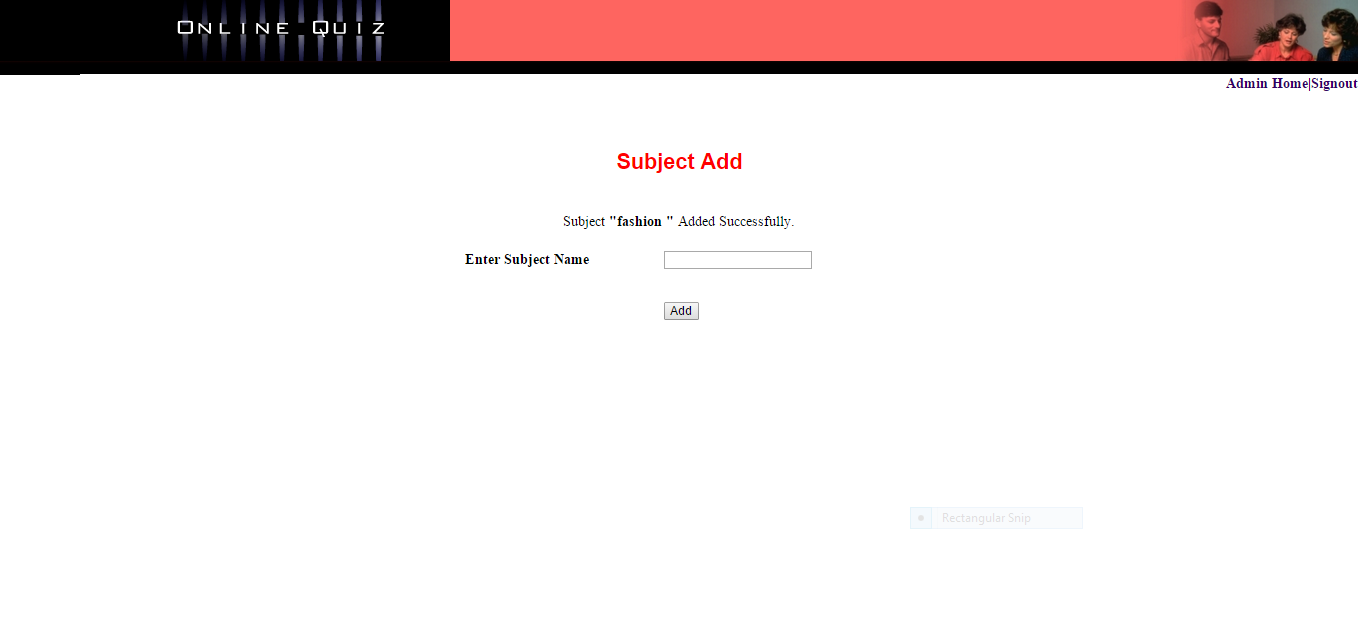 ONLINE QUIZ
Admin Home|Signout
Subject Add
Subject "fashion " Added Successfully.
Enter Subject Name
Add
Rectangular Snip